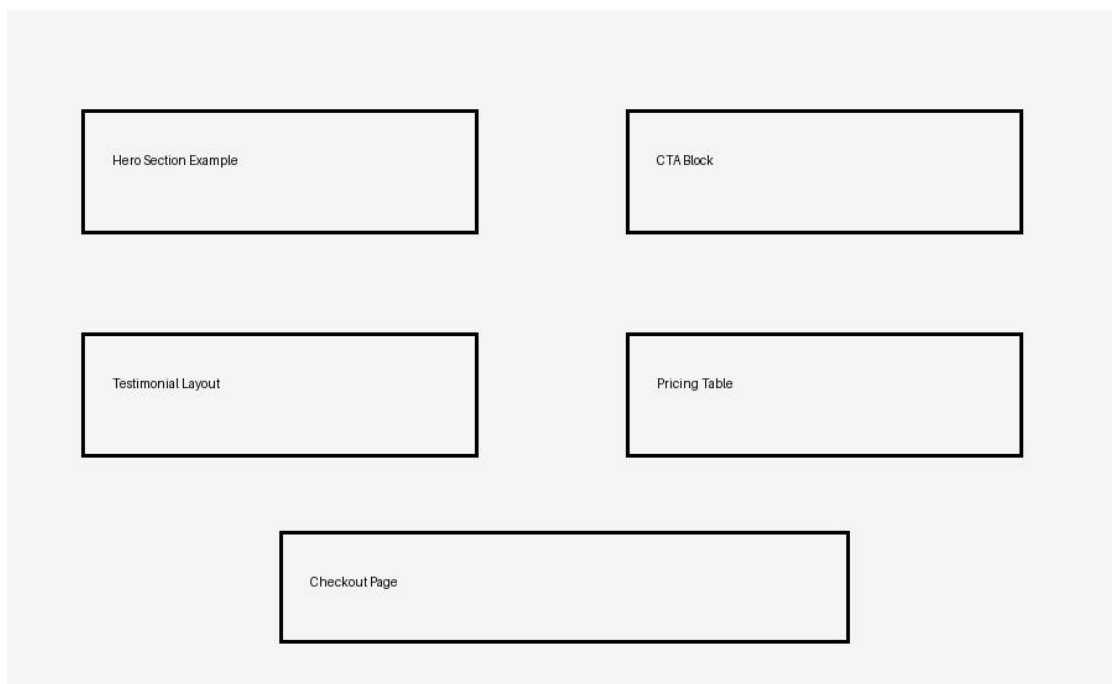 Hero Section Example
CTA Block
Testimonial Layout
Pricing Table
Checkout Page